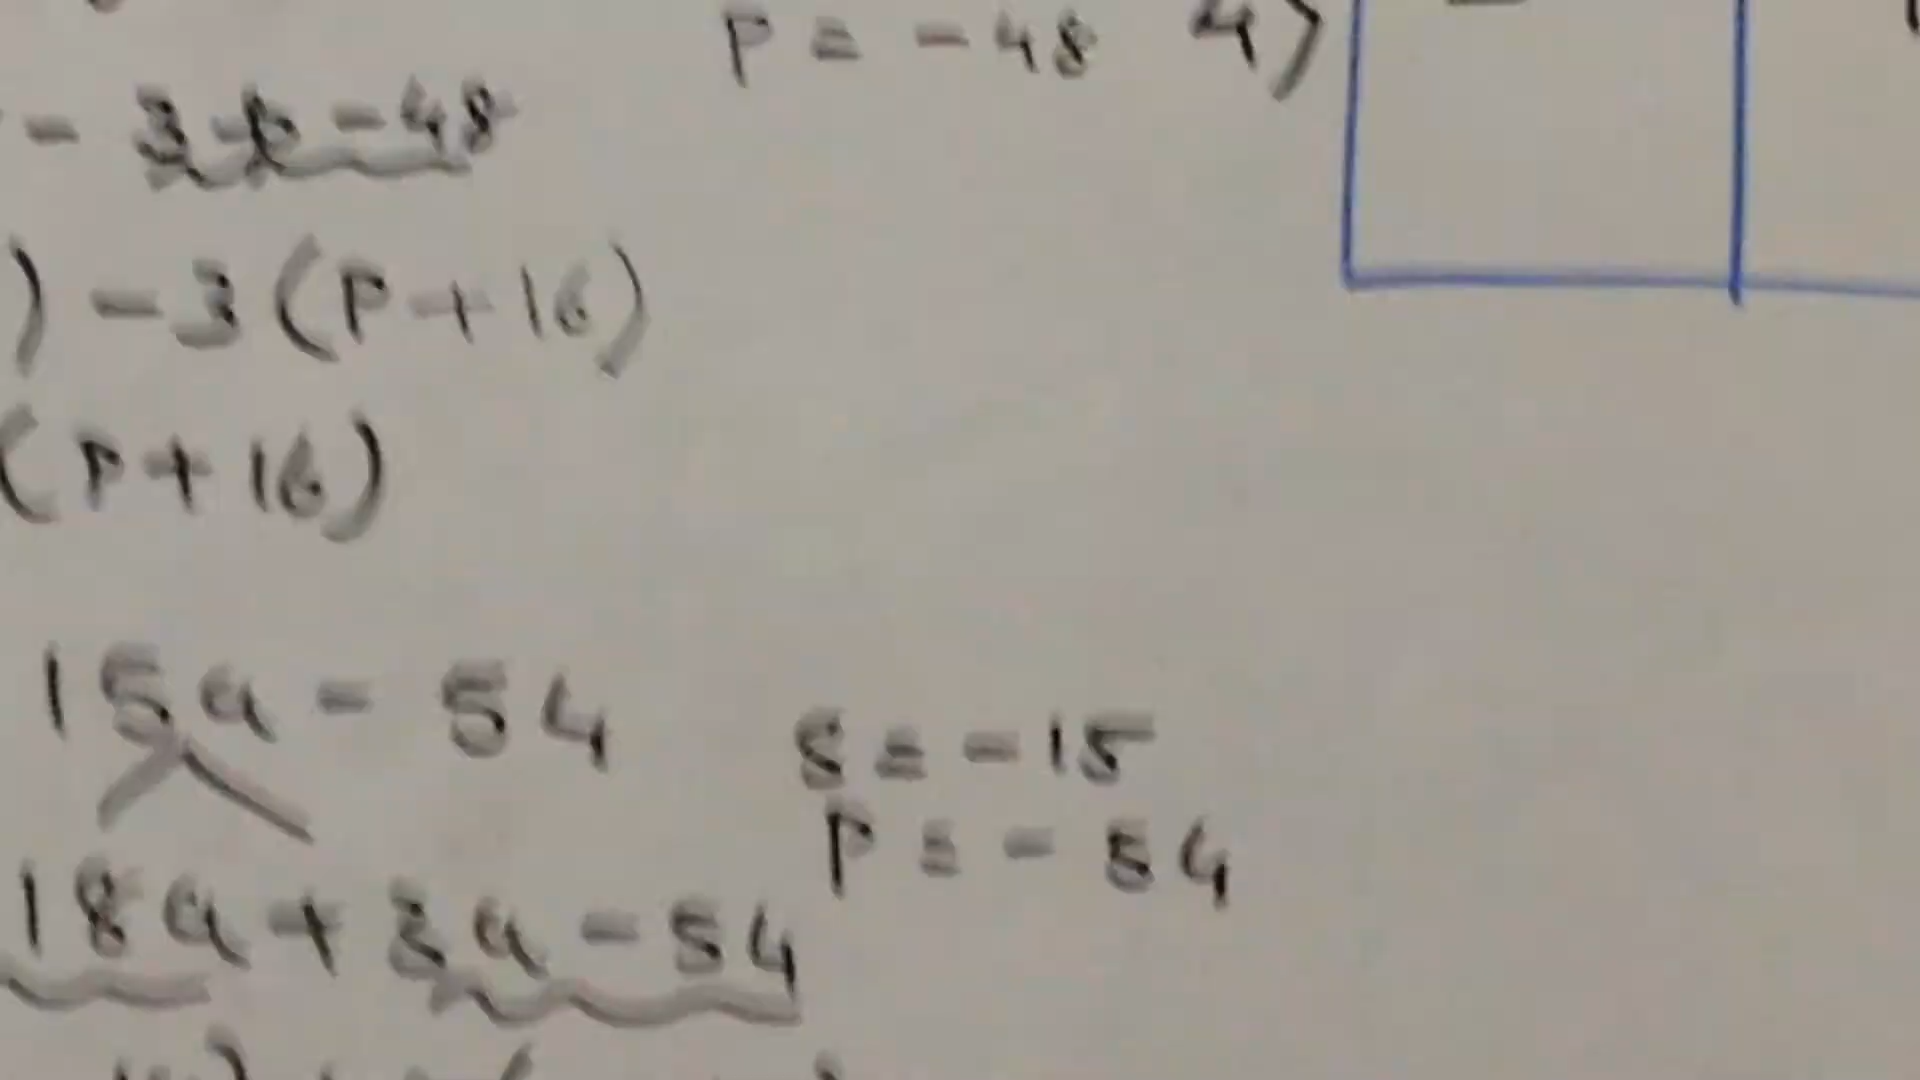 P = - 48 4)
- 3p - 48
) - 3 (P + 16)
(P + 16)
15a - 54
S = - 15
P = - 54
18a + 3a - 54